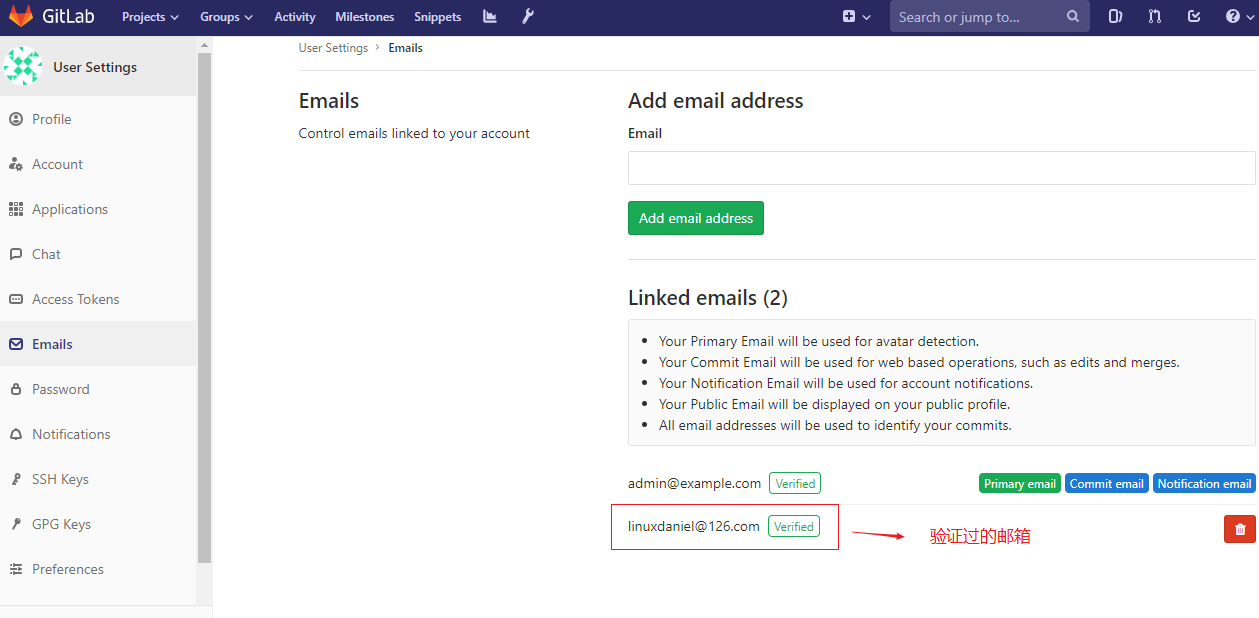 GitLab Projects Groups Activity Milestones Snippets Search or jump to...
User Settings
Profile
Account
Applications
Chat
Access Tokens
Emails
Password
Notifications
SSH Keys
GPG Keys
Preferences
User Settings › Emails
Emails
Control emails linked to your account
Add email address
Email
Add email address
Linked emails (2)
• Your Primary Email will be used for avatar detection.
• Your Commit Email will be used for web based operations, such as edits and merges.
• Your Notification Email will be used for account notifications.
• Your Public Email will be displayed on your public profile.
• All email addresses will be used to identify your commits.
admin@example.com Verified Primary email Commit email Notification email
linuxdaniel@126.com Verified 验证过的邮箱